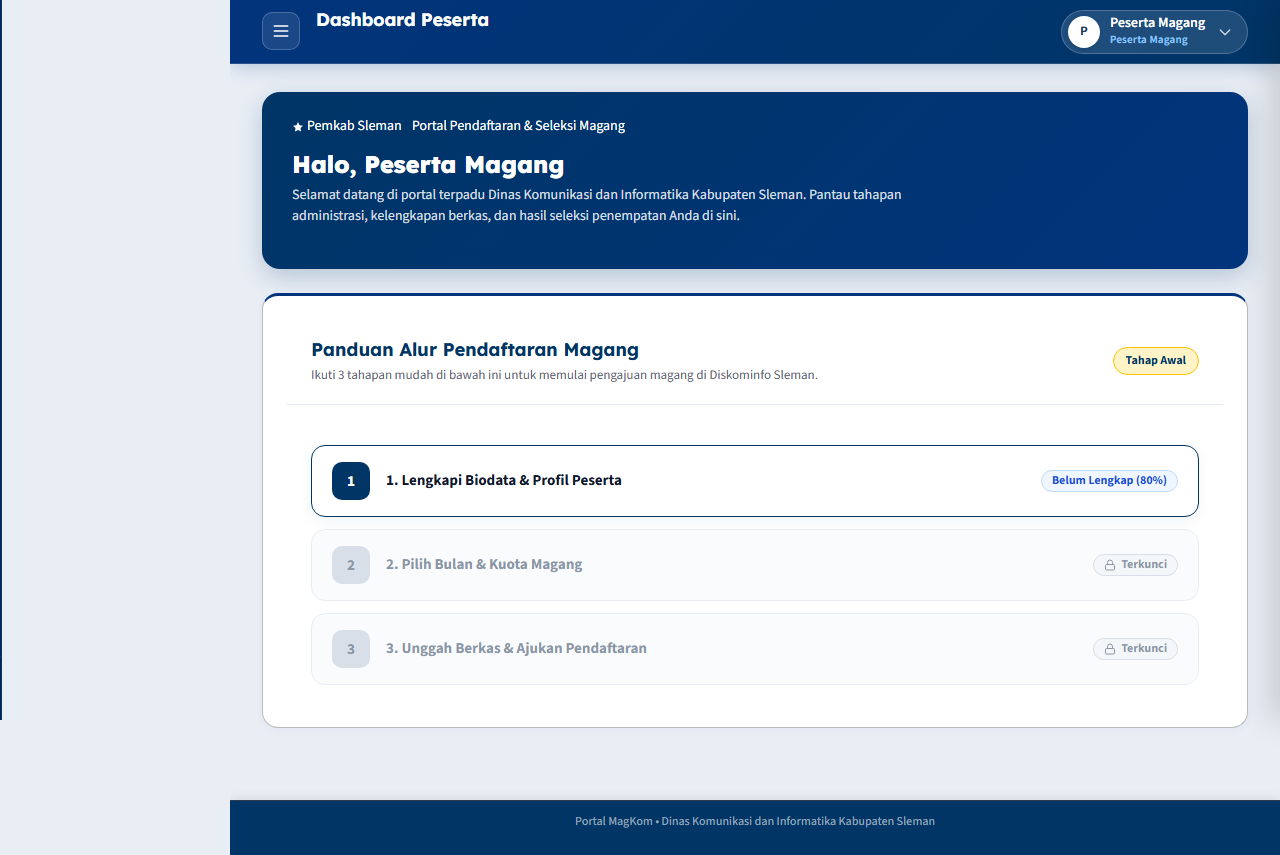 Dashboard Peserta
P
Peserta Magang
Peserta Magang
Pemkab Sleman Portal Pendaftaran & Seleksi Magang
Halo, Peserta Magang
Selamat datang di portal terpadu Dinas Komunikasi dan Informatika Kabupaten Sleman. Pantau tahapan
administrasi, kelengkapan berkas, dan hasil seleksi penempatan Anda di sini.
Panduan Alur Pendaftaran Magang
Ikuti 3 tahapan mudah di bawah ini untuk memulai pengajuan magang di Diskominfo Sleman.
Tahap Awal
1 1. Lengkapi Biodata & Profil Peserta Belum Lengkap (80%)
2 2. Pilih Bulan & Kuota Magang Terkunci
3 3. Unggah Berkas & Ajukan Pendaftaran Terkunci
Portal MagKom • Dinas Komunikasi dan Informatika Kabupaten Sleman